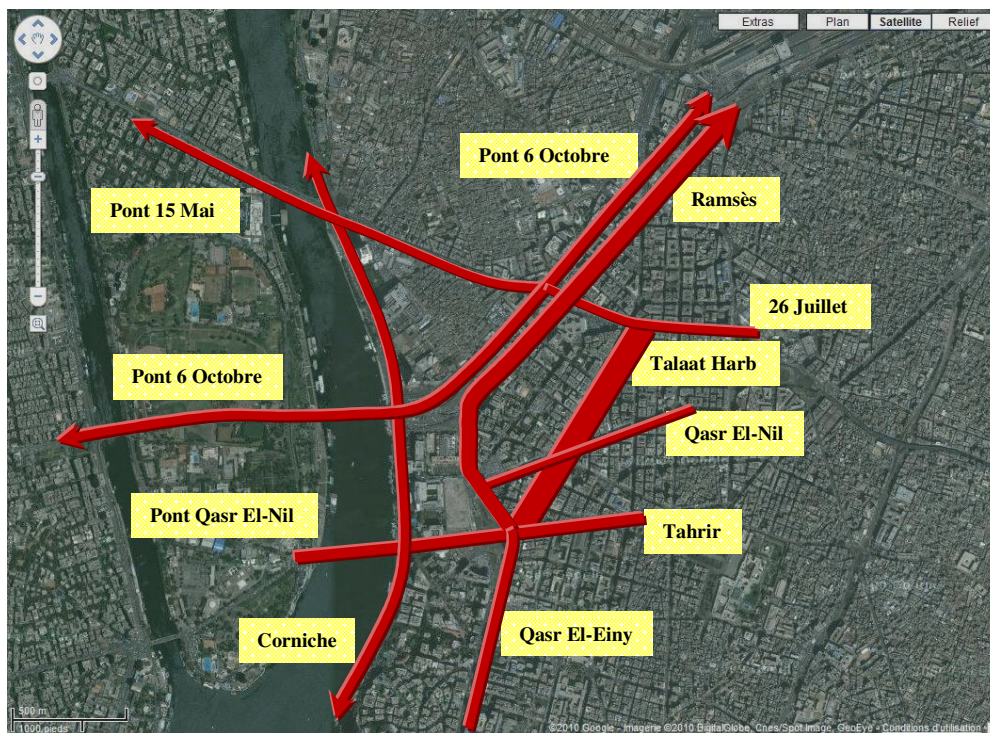 Extras Plan Satellite Relief
Pont 6 Octobre
Ramsès
Pont 15 Mai
26 Juillet
Talaat Harb
Pont 6 Octobre
Qasr El-Nil
Pont Qasr El-Nil
Tahrir
Corniche
Qasr El-Einy
500 m
1000 pieds
©2010 Google - Imagerie ©2010 DigitalGlobe, Cnes/Spot Image, GeoEye - Conditions d'utilisation